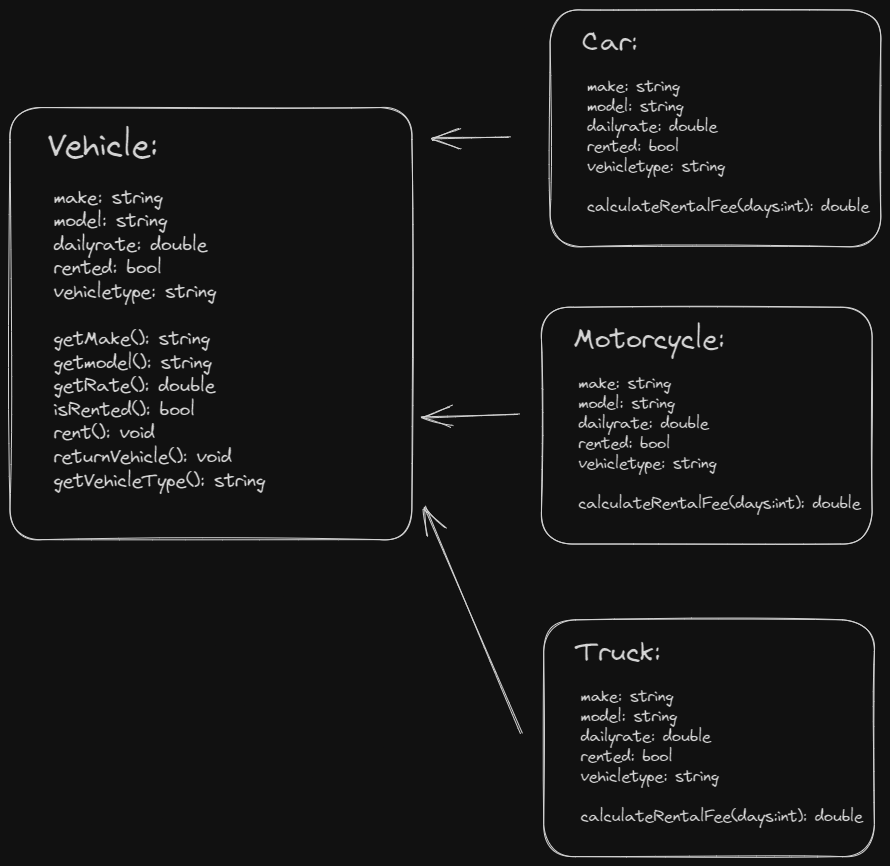 Vehicle:
make: string
model: string
dailyrate: double
rented: bool
vehicletype: string
getMake(): string
getmodel(): string
getRate(): double
isRented(): bool
rent(): void
returnVehicle(): void
getVehicleType(): string
Car:
make: string
model: string
dailyrate: double
rented: bool
vehicletype: string
calculateRentalFee(days:int): double
Motorcycle:
make: string
model: string
dailyrate: double
rented: bool
vehicletype: string
calculateRentalFee(days:int): double
Truck:
make: string
model: string
dailyrate: double
rented: bool
vehicletype: string
calculateRentalFee(days:int): double